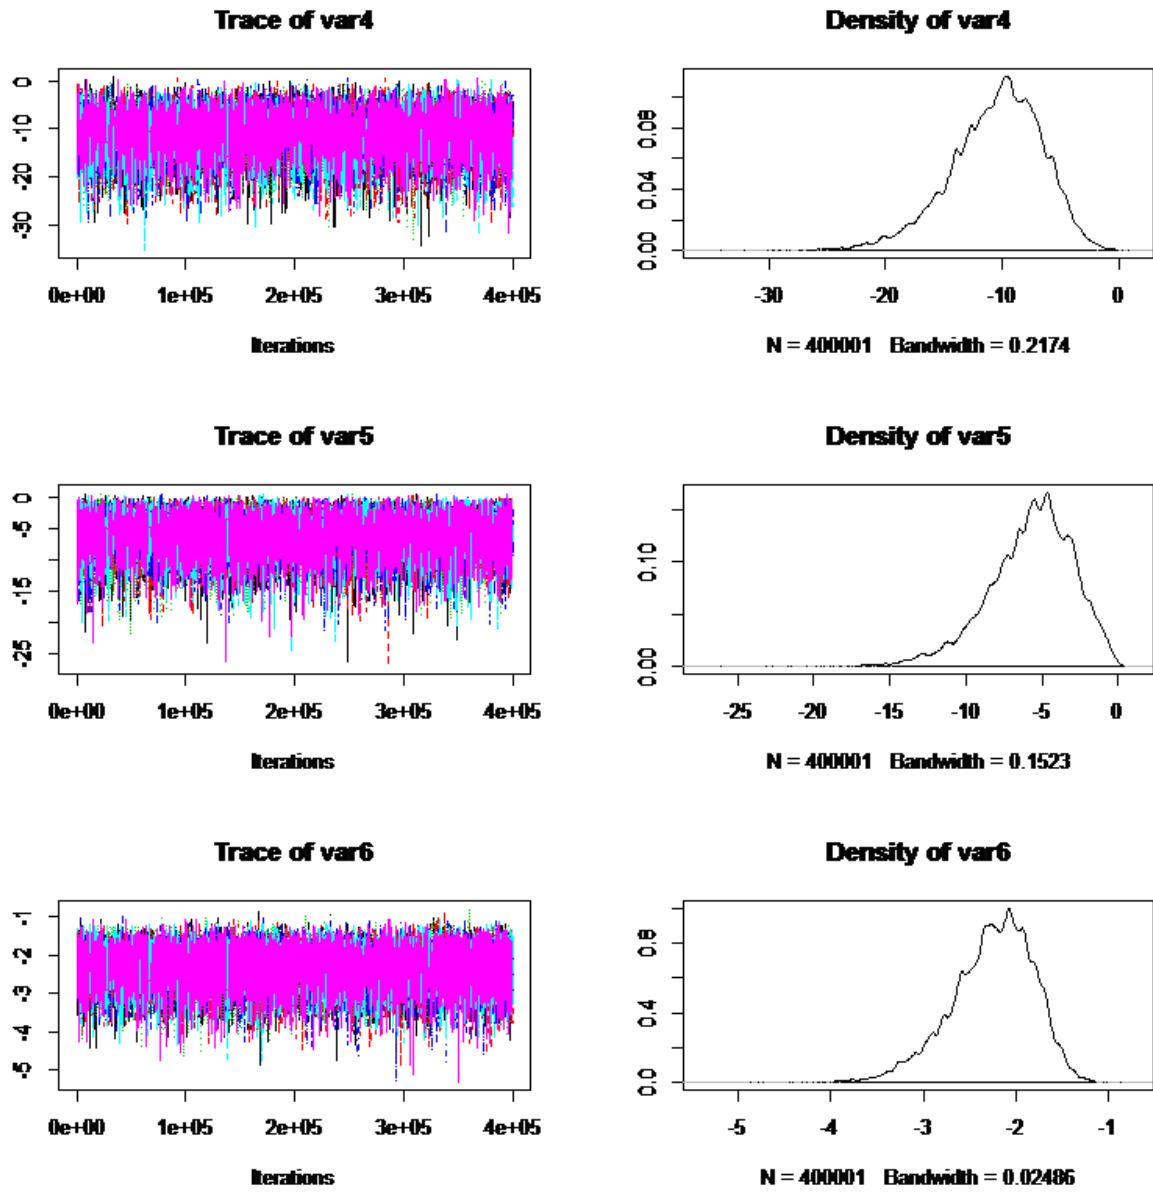 Trace of var4
Density of var4
0
-10
-20
-30
0e+00 1e+05 2e+05 3e+05 4e+05
Iterations
0.08
0.04
0.00
-30 -20 -10 0
N = 400001 Bandwidth = 0.2174
Trace of var5
Density of var5
0
-5
-15
-25
0e+00 1e+05 2e+05 3e+05 4e+05
Iterations
0.10
0.00
-25 -20 -15 -10 -5 0
N = 400001 Bandwidth = 0.1523
Trace of var6
Density of var6
-1
-2
-3
-4
-5
0e+00 1e+05 2e+05 3e+05 4e+05
Iterations
0.8
0.4
0.0
-5 -4 -3 -2 -1
N = 400001 Bandwidth = 0.02486